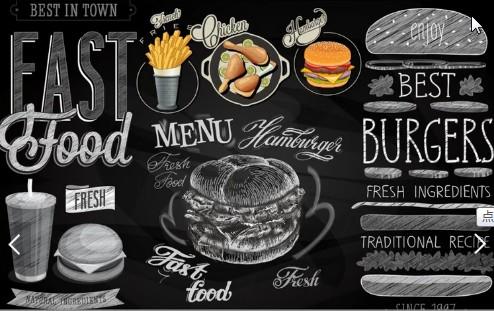 BEST IN TOWN
FAST
Food
FRESH
NATURAL INGREDIENTS
French
FRIES
Chicken
Hamburger
MENU
Hamburger
Fresh
Food
Fast
food
Fresh
enjoy
BEST
BURGERS
FRESH INGREDIENTS
TRADITIONAL RECIPE
SINCE 1997
点